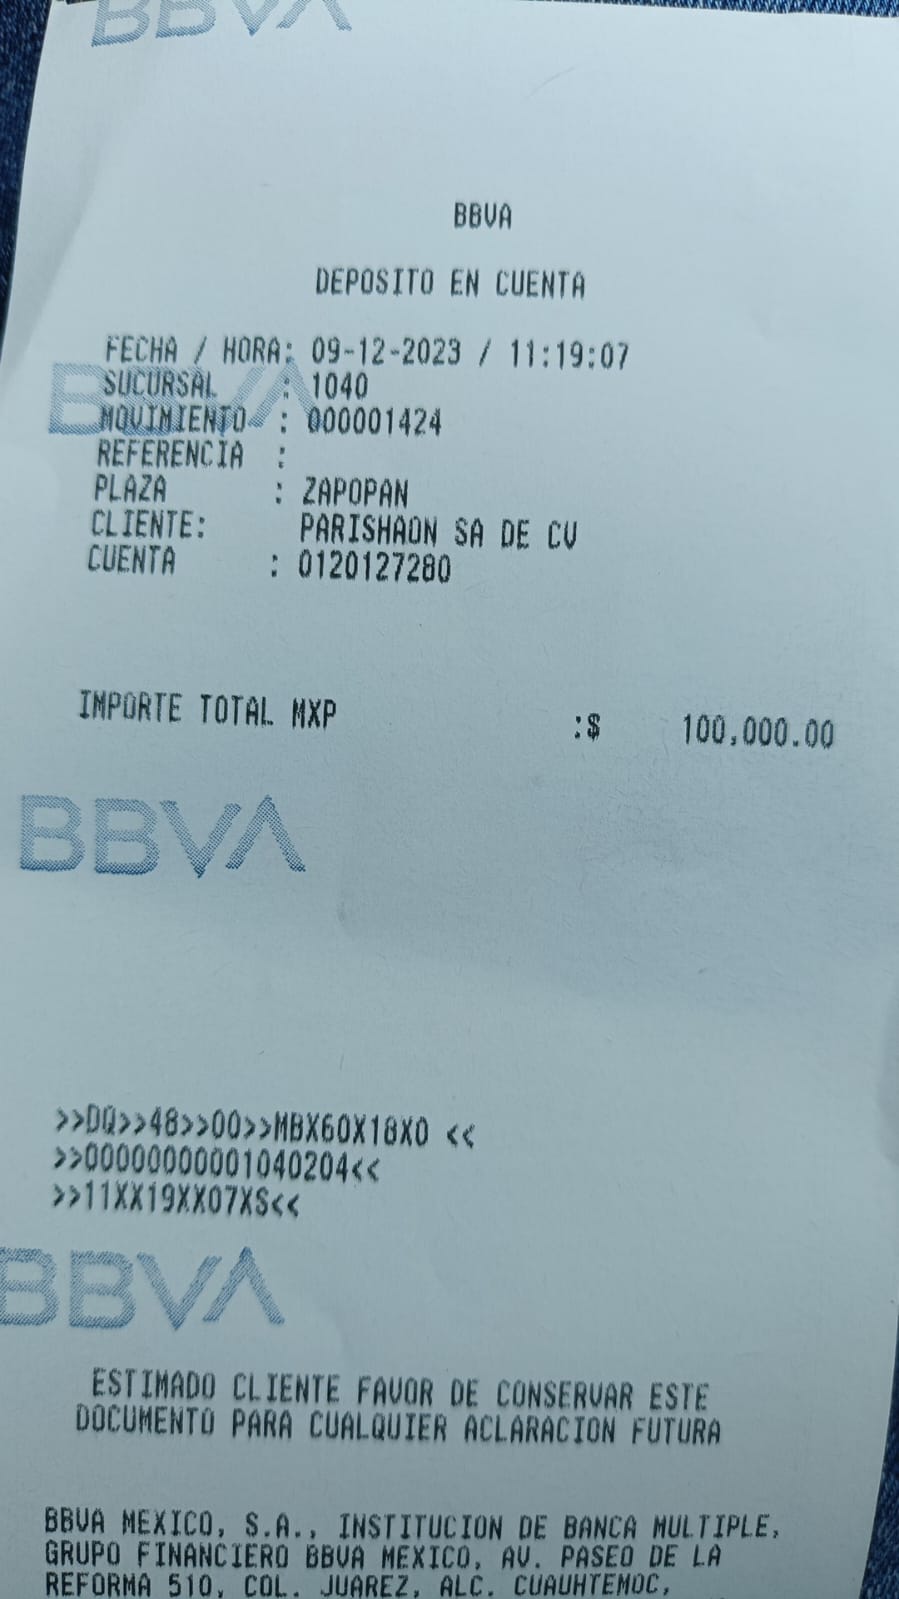 BBVA
BBVA
DEPOSITO EN CUENTA
FECHA / HORA: 09-12-2023 / 11:19:07
SUCURSAL : 1040
BBVA
MOVIMIENTO : 000001424
REFERENCIA :
PLAZA : ZAPOPAN
CLIENTE: PARISHAON SA DE CV
CUENTA : 0120127280
IMPORTE TOTAL MXP :$ 100,000.00
BBVA
>>DQ>>48>>00>>MBX60X18X0 <<
>>00000000001040204<<
>>11XX19XX07XS<<
BBVA
ESTIMADO CLIENTE FAVOR DE CONSERVAR ESTE
DOCUMENTO PARA CUALQUIER ACLARACION FUTURA
BBVA MEXICO, S.A., INSTITUCION DE BANCA MULTIPLE,
GRUPO FINANCIERO BBVA MEXICO, AV. PASEO DE LA
REFORMA 510, COL. JUAREZ, ALC. CUAUHTEMOC,